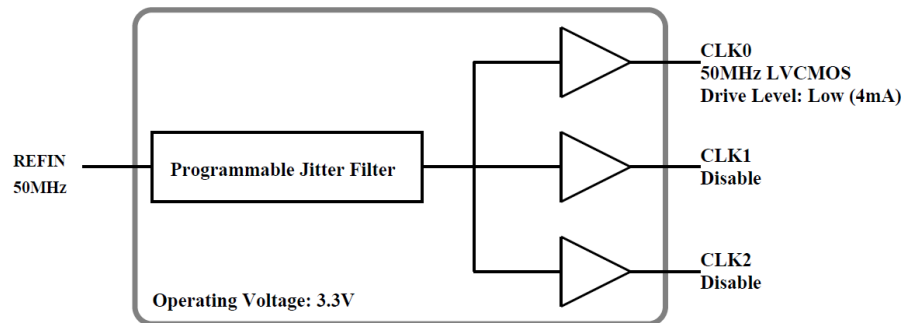 CLK0
50MHz LVCMOS
Drive Level: Low (4mA)
REFIN
50MHz
Programmable Jitter Filter
CLK1
Disable
CLK2
Disable
Operating Voltage: 3.3V